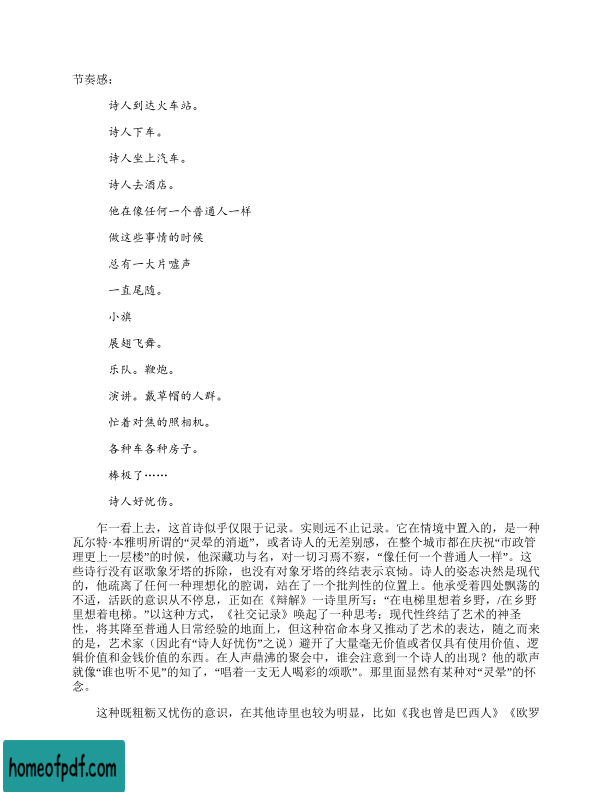 节奏感：
诗人到达火车站。
诗人下车。
诗人坐上汽车。
诗人去酒店。
他在像任何一个普通人一样
做这些事情的时候
总有一大片嘘声
一直尾随。
小旗
展翅飞舞。
乐队。鞭炮。
演讲。戴草帽的人群。
忙着对焦的照相机。
各种车各种房子。
棒极了……
诗人好忧伤。
乍一看上去，这首诗似乎仅限于记录。实则远不止记录。它在情境中置入的，是一种
瓦尔特·本雅明所谓的“灵晕的消逝”，或者诗人的无差别感，在整个城市都在庆祝“市政管
理更上一层楼”的时候，他深藏功与名，对一切习焉不察，“像任何一个普通人一样”。这
些诗行没有讴歌象牙塔的拆除，也没有对象牙塔的终结表示哀恸。诗人的姿态决然是现代
的，他疏离了任何一种理想化的腔调，站在了一个批判性的位置上。他承受着四处飘荡的
不适，活跃的意识从不停息，正如在《辩解》一诗里所写：“在电梯里想着乡野，/在乡野
里想着电梯。”以这种方式，《社交记录》唤起了一种思考：现代性终结了艺术的神圣
性，将其降至普通人日常经验的地面上，但这种宿命本身又推动了艺术的表达，随之而来
的是，艺术家（因此有“诗人好忧伤”之说）避开了大量毫无价值或者仅具有使用价值、逻
辑价值和金钱价值的东西。在人声鼎沸的聚会中，谁会注意到一个诗人的出现？他的歌声
就像“谁也听不见”的知了，“唱着一支无人喝彩的颂歌”。那里面显然有某种对“灵晕”的怀
念。
这种既粗粝又忧伤的意识，在其他诗里也较为明显，比如《我也曾是巴西人》《欧罗
homeofpdf.com